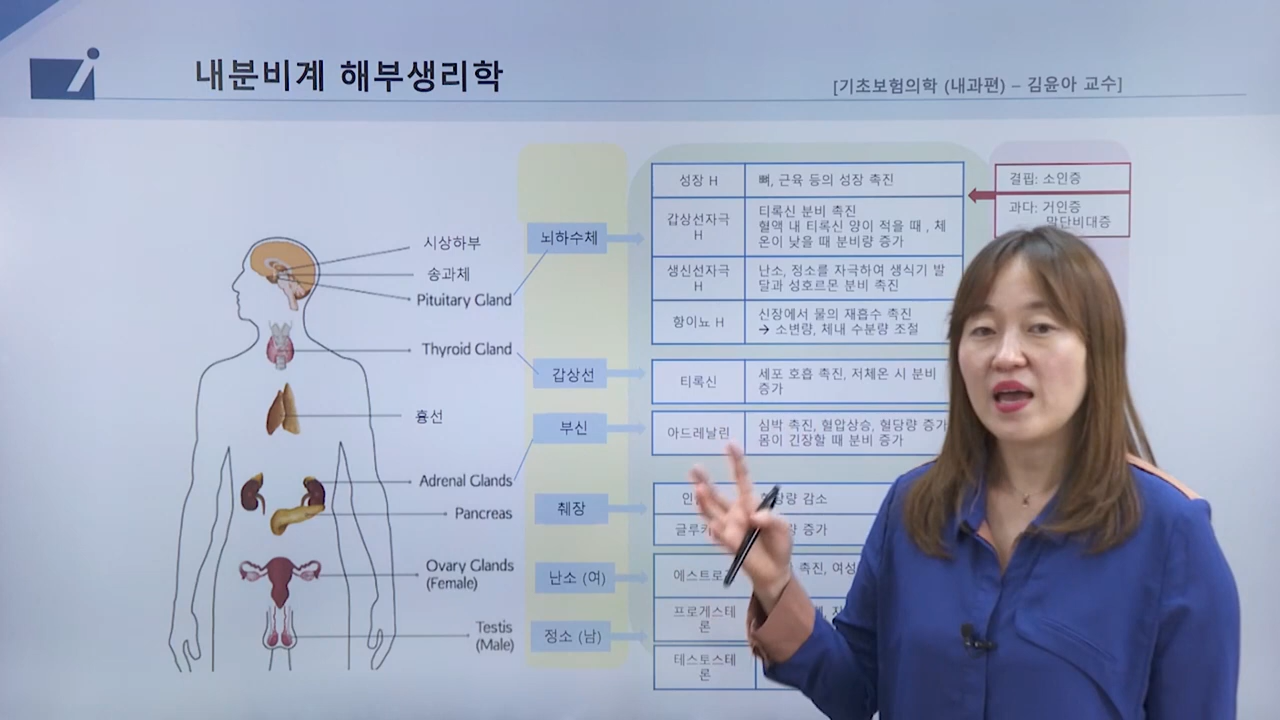 내분비계 해부생리학
[기초보험의학 (내과편) – 김윤아 교수]
시상하부
송과체
Pituitary Gland
Thyroid Gland
흉선
Adrenal Glands
Pancreas
Ovary Glands
(Female)
Testis
(Male)
뇌하수체
갑상선
부신
췌장
난소 (여)
정소 (남)
성장 H
뼈, 근육 등의 성장 촉진
갑상선자극
H
티록신 분비 촉진
혈액 내 티록신 양이 적을 때 , 체
온이 낮을 때 분비량 증가
생신선자극
H
난소, 정소를 자극하여 생식기 발
달과 성호르몬 분비 촉진
항이뇨 H
신장에서 물의 재흡수 촉진
→ 소변량, 체내 수분량 조절
티록신
세포 호흡 촉진, 저체온 시 분비
증가
아드레날린
심박 촉진, 혈압상승, 혈당량 증가
몸이 긴장할 때 분비 증가
감소
증가
촉진,
프로게스테
론
테스토스테
론
결핍: 소인증
과다: 거인증
말단비대증